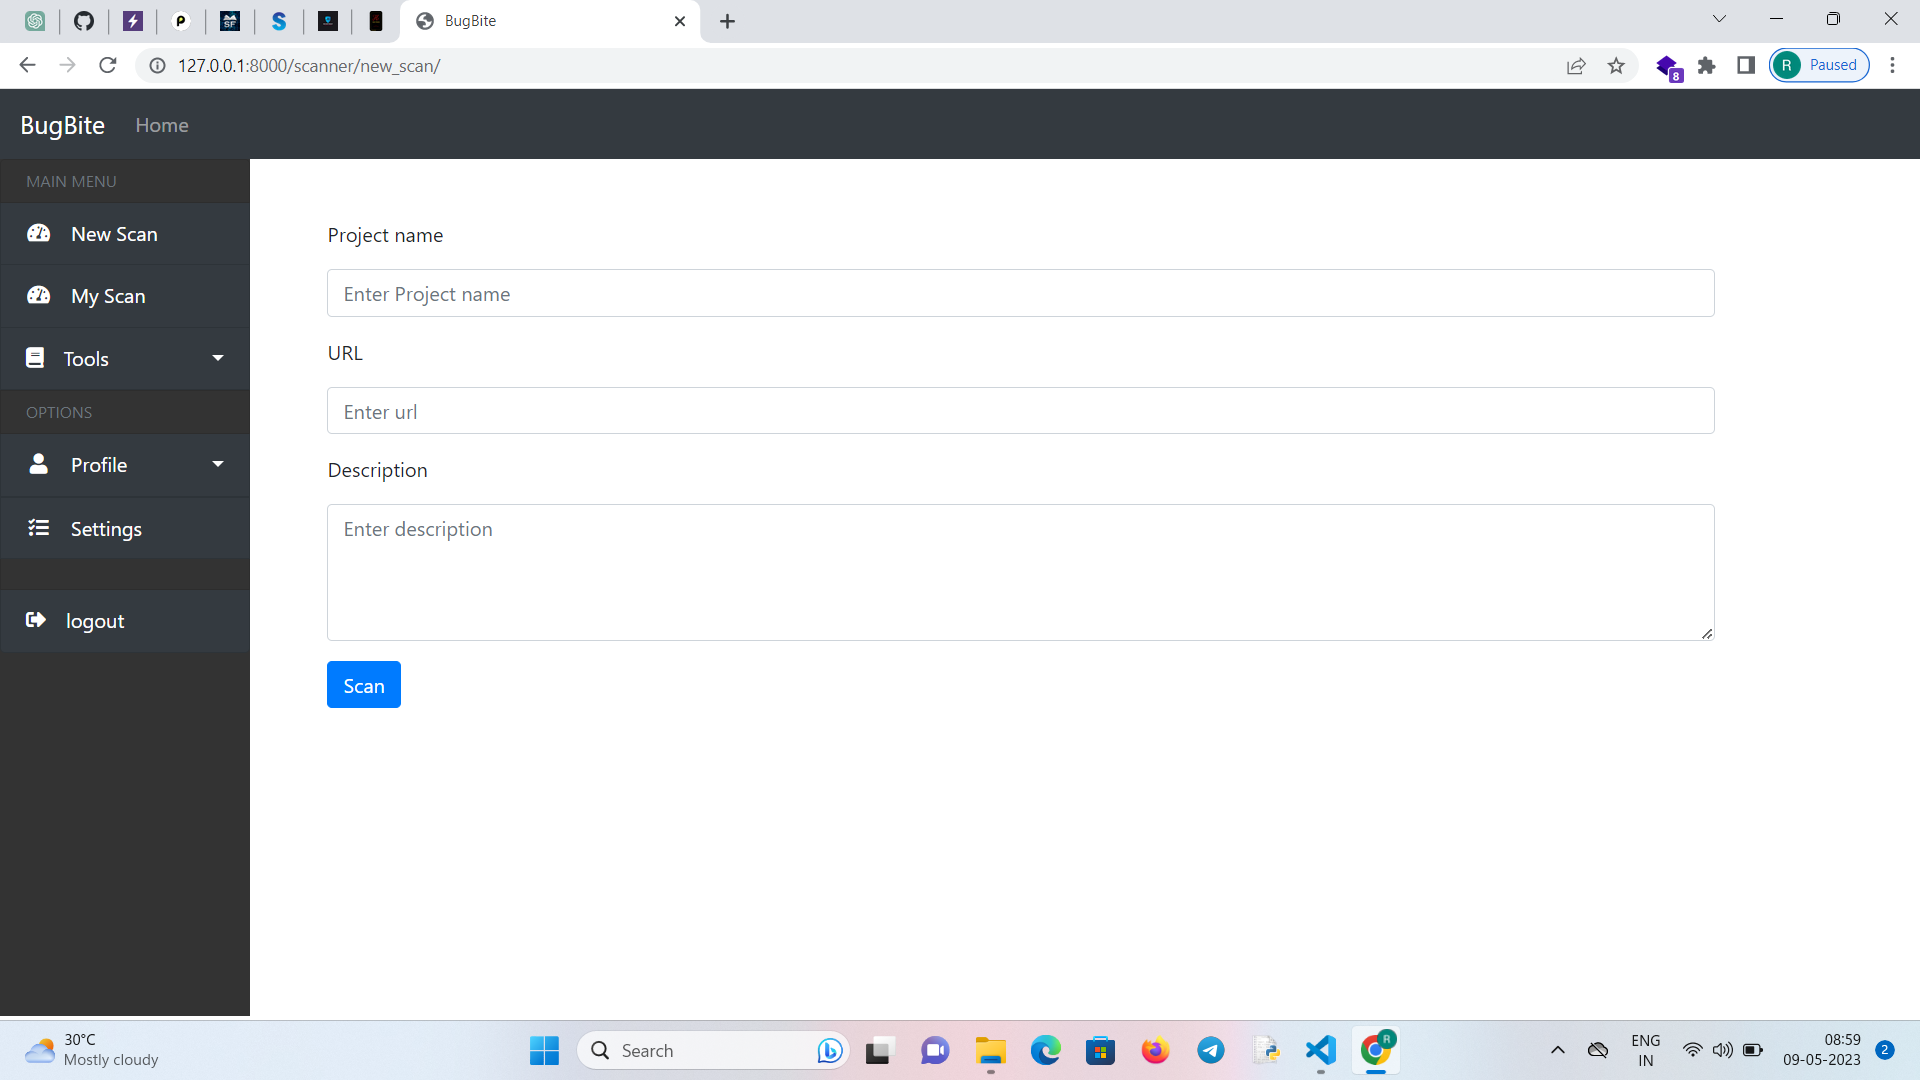 BugBite
127.0.0.1:8000/scanner/new_scan/
8
R
Paused
BugBite
Home
MAIN MENU
New Scan
My Scan
Tools
OPTIONS
Profile
Settings
logout
Project name
Enter Project name
URL
Enter url
Description
Enter description
Scan
30°C
Mostly cloudy
Search
R
ENG
IN
08:59
09-05-2023
2